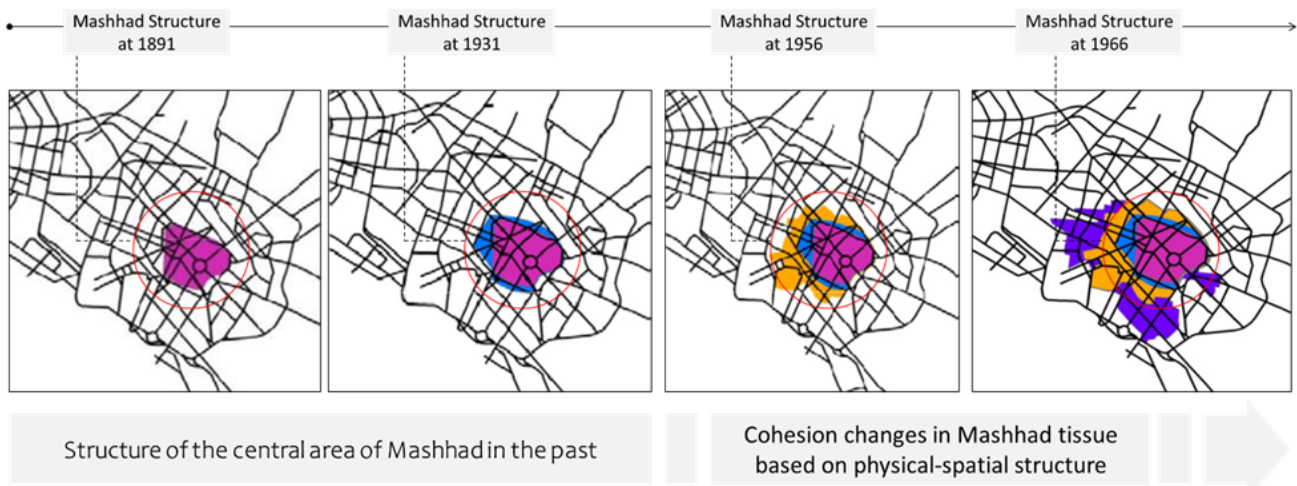 Mashhad Structure
at 1891
Mashhad Structure
at 1931
Mashhad Structure
at 1956
Mashhad Structure
at 1966
Structure of the central area of Mashhad in the past
Cohesion changes in Mashhad tissue
based on physical-spatial structure